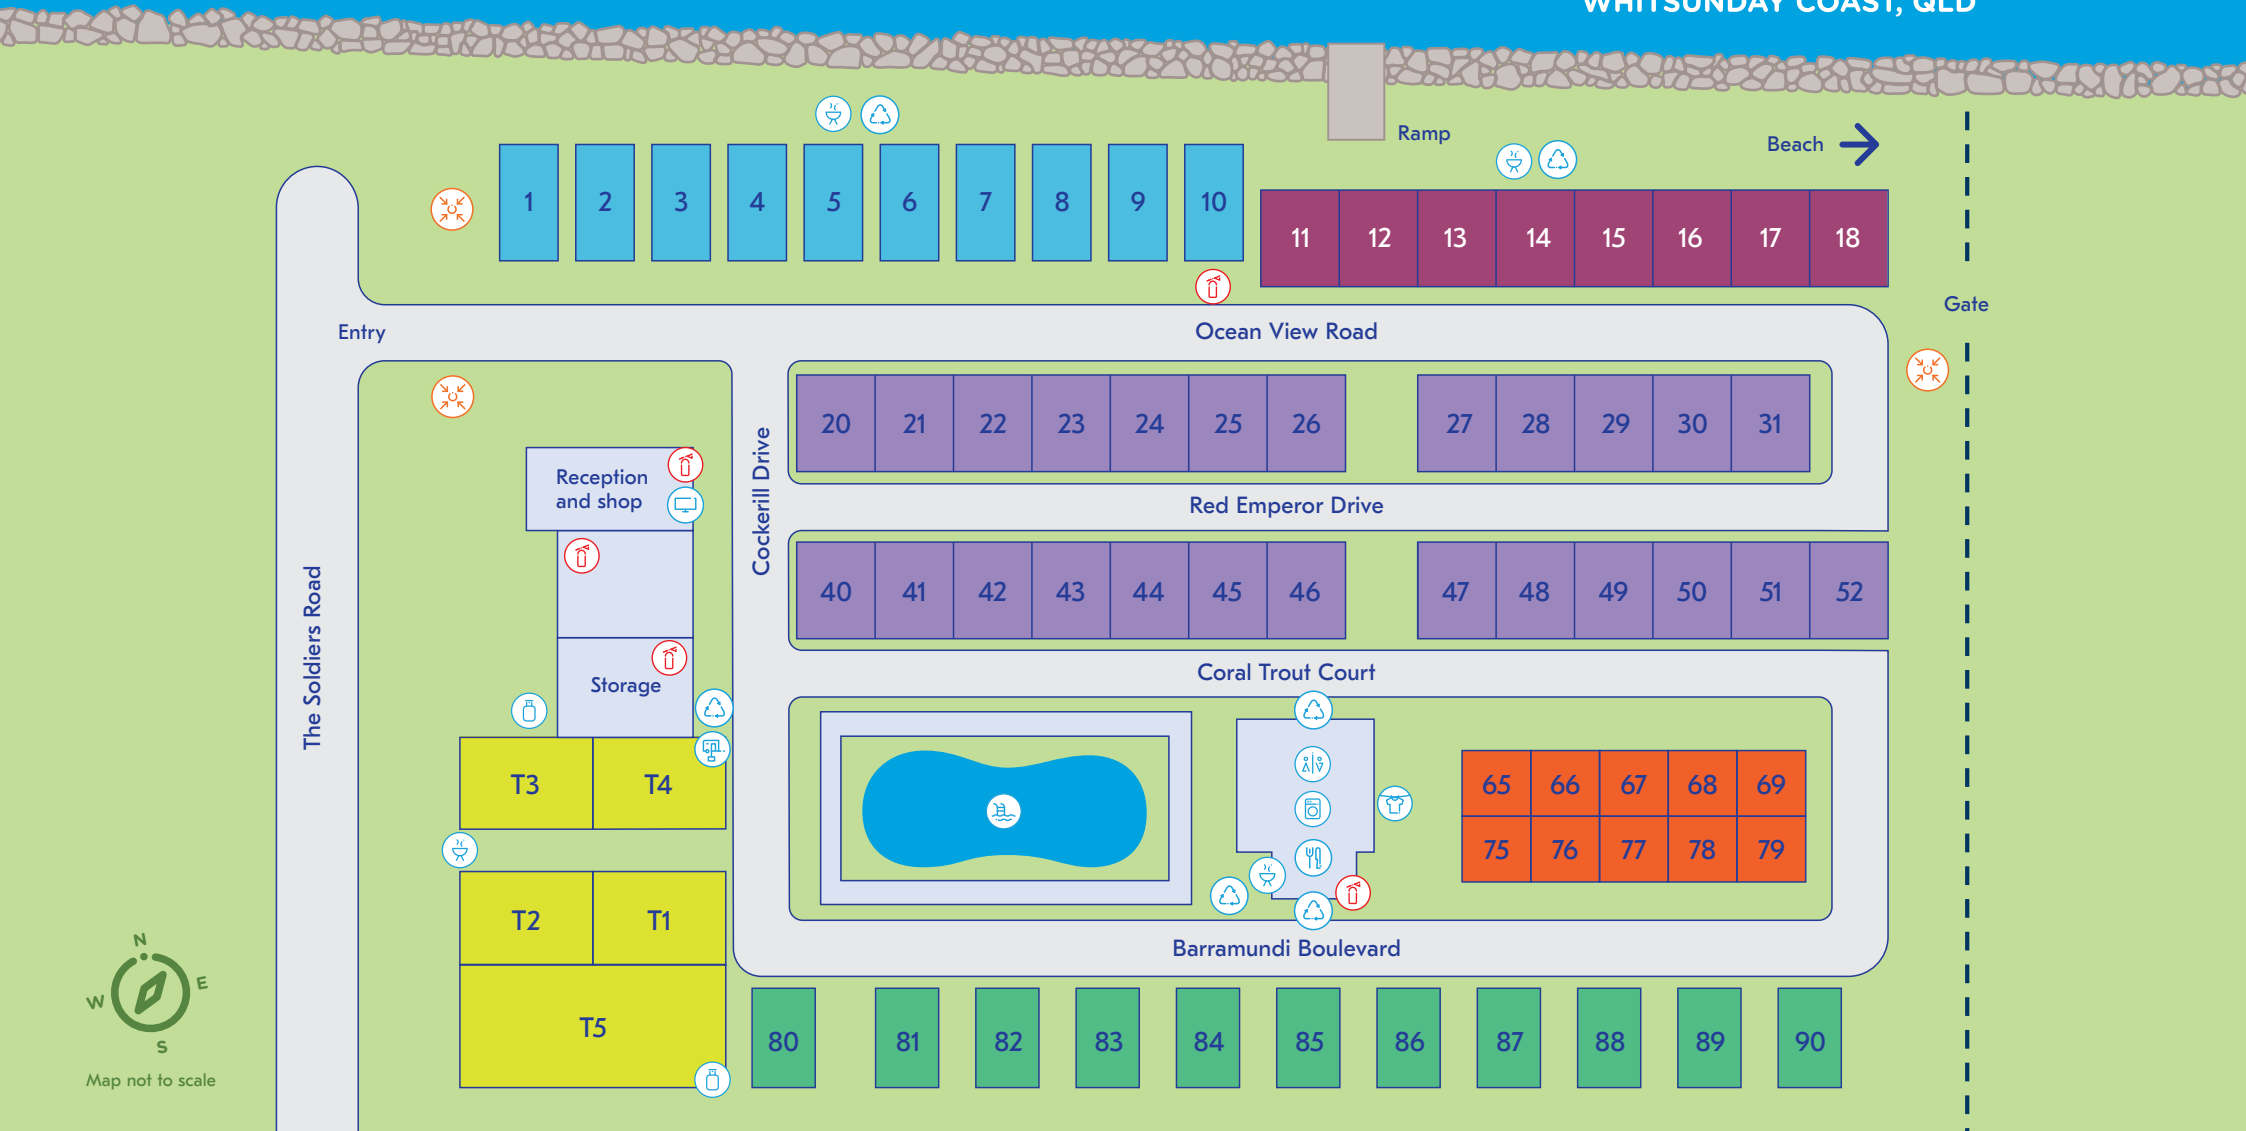 WHITSUNDAY COAST, QLD
Ramp
Beach
1 2 3 4 5 6 7 8 9 10
11 12 13 14 15 16 17 18
Gate
Entry
Ocean View Road
20 21 22 23 24 25 26 27 28 29 30 31
Reception
and shop
Cockerill Drive
Red Emperor Drive
The Soldiers Road
40 41 42 43 44 45 46 47 48 49 50 51 52
Storage
Coral Trout Court
T3 T4
65 66 67 68 69
75 76 77 78 79
T2 T1
Barramundi Boulevard
T5
80 81 82 83 84 85 86 87 88 89 90
N
E
W
S
Map not to scale